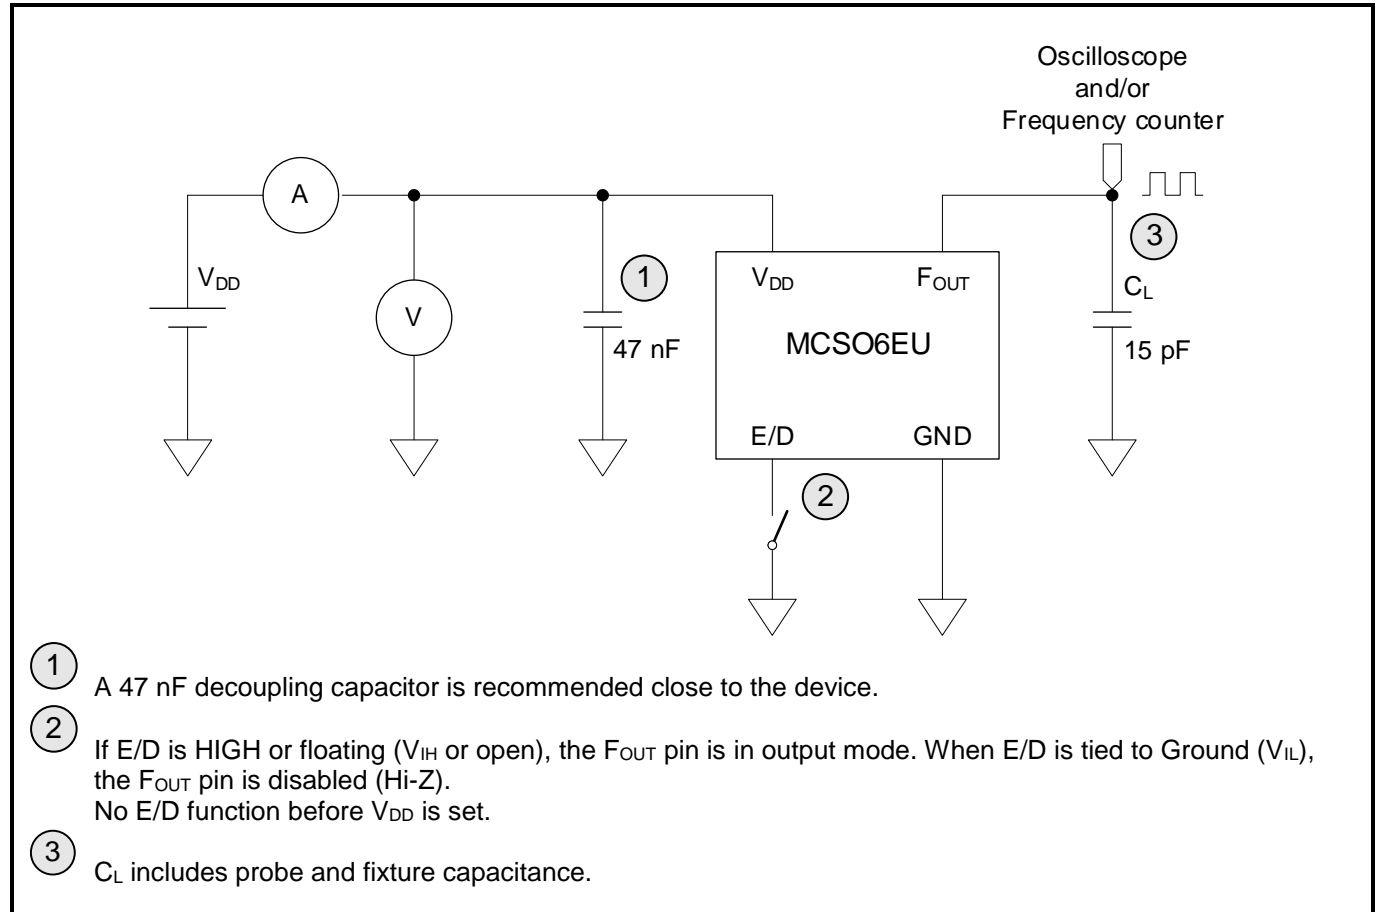 Oscilloscope
and/or
Frequency counter
A
3
1
VDD
VDD
FOUT
CL
V
MCSO6EU
47 nF
15 pF
E/D
GND
2
1
A 47 nF decoupling capacitor is recommended close to the device.
2
If E/D is HIGH or floating (VIH or open), the FOUT pin is in output mode. When E/D is tied to Ground (VIL),
the FOUT pin is disabled (Hi-Z).
No E/D function before VDD is set.
3
CL includes probe and fixture capacitance.